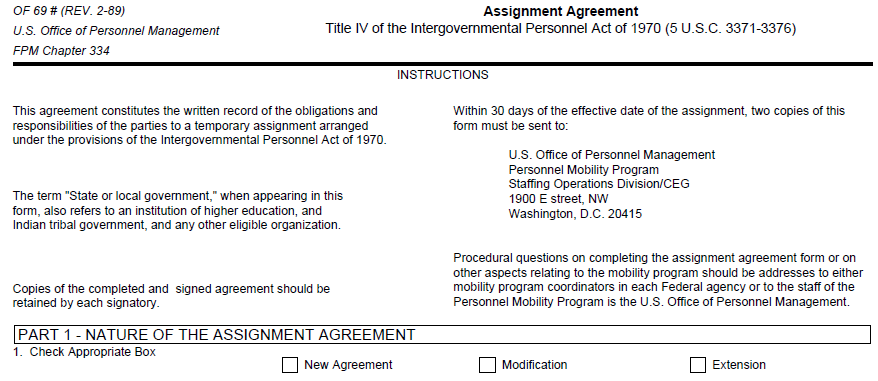 OF 69 # (REV. 2-89)
U.S. Office of Personnel Management
FPM Chapter 334
Assignment Agreement
Title IV of the Intergovernmental Personnel Act of 1970 (5 U.S.C. 3371-3376)
INSTRUCTIONS
This agreement constitutes the written record of the obligations and
responsibilities of the parties to a temporary assignment arranged
under the provisions of the Intergovernmental Personnel Act of 1970.
The term "State or local government," when appearing in this
form, also refers to an institution of higher education, and
Indian tribal government, and any other eligible organization.
Copies of the completed and signed agreement should be
retained by each signatory.
Within 30 days of the effective date of the assignment, two copies of this
form must be sent to:
U.S. Office of Personnel Management
Personnel Mobility Program
Staffing Operations Division/CEG
1900 E street, NW
Washington, D.C. 20415
Procedural questions on completing the assignment agreement form or on
other aspects relating to the mobility program should be addresses to either
mobility program coordinators in each Federal agency or to the staff of the
Personnel Mobility Program is the U.S. Office of Personnel Management.
PART 1 - NATURE OF THE ASSIGNMENT AGREEMENT
1. Check Appropriate Box
New Agreement Modification Extension